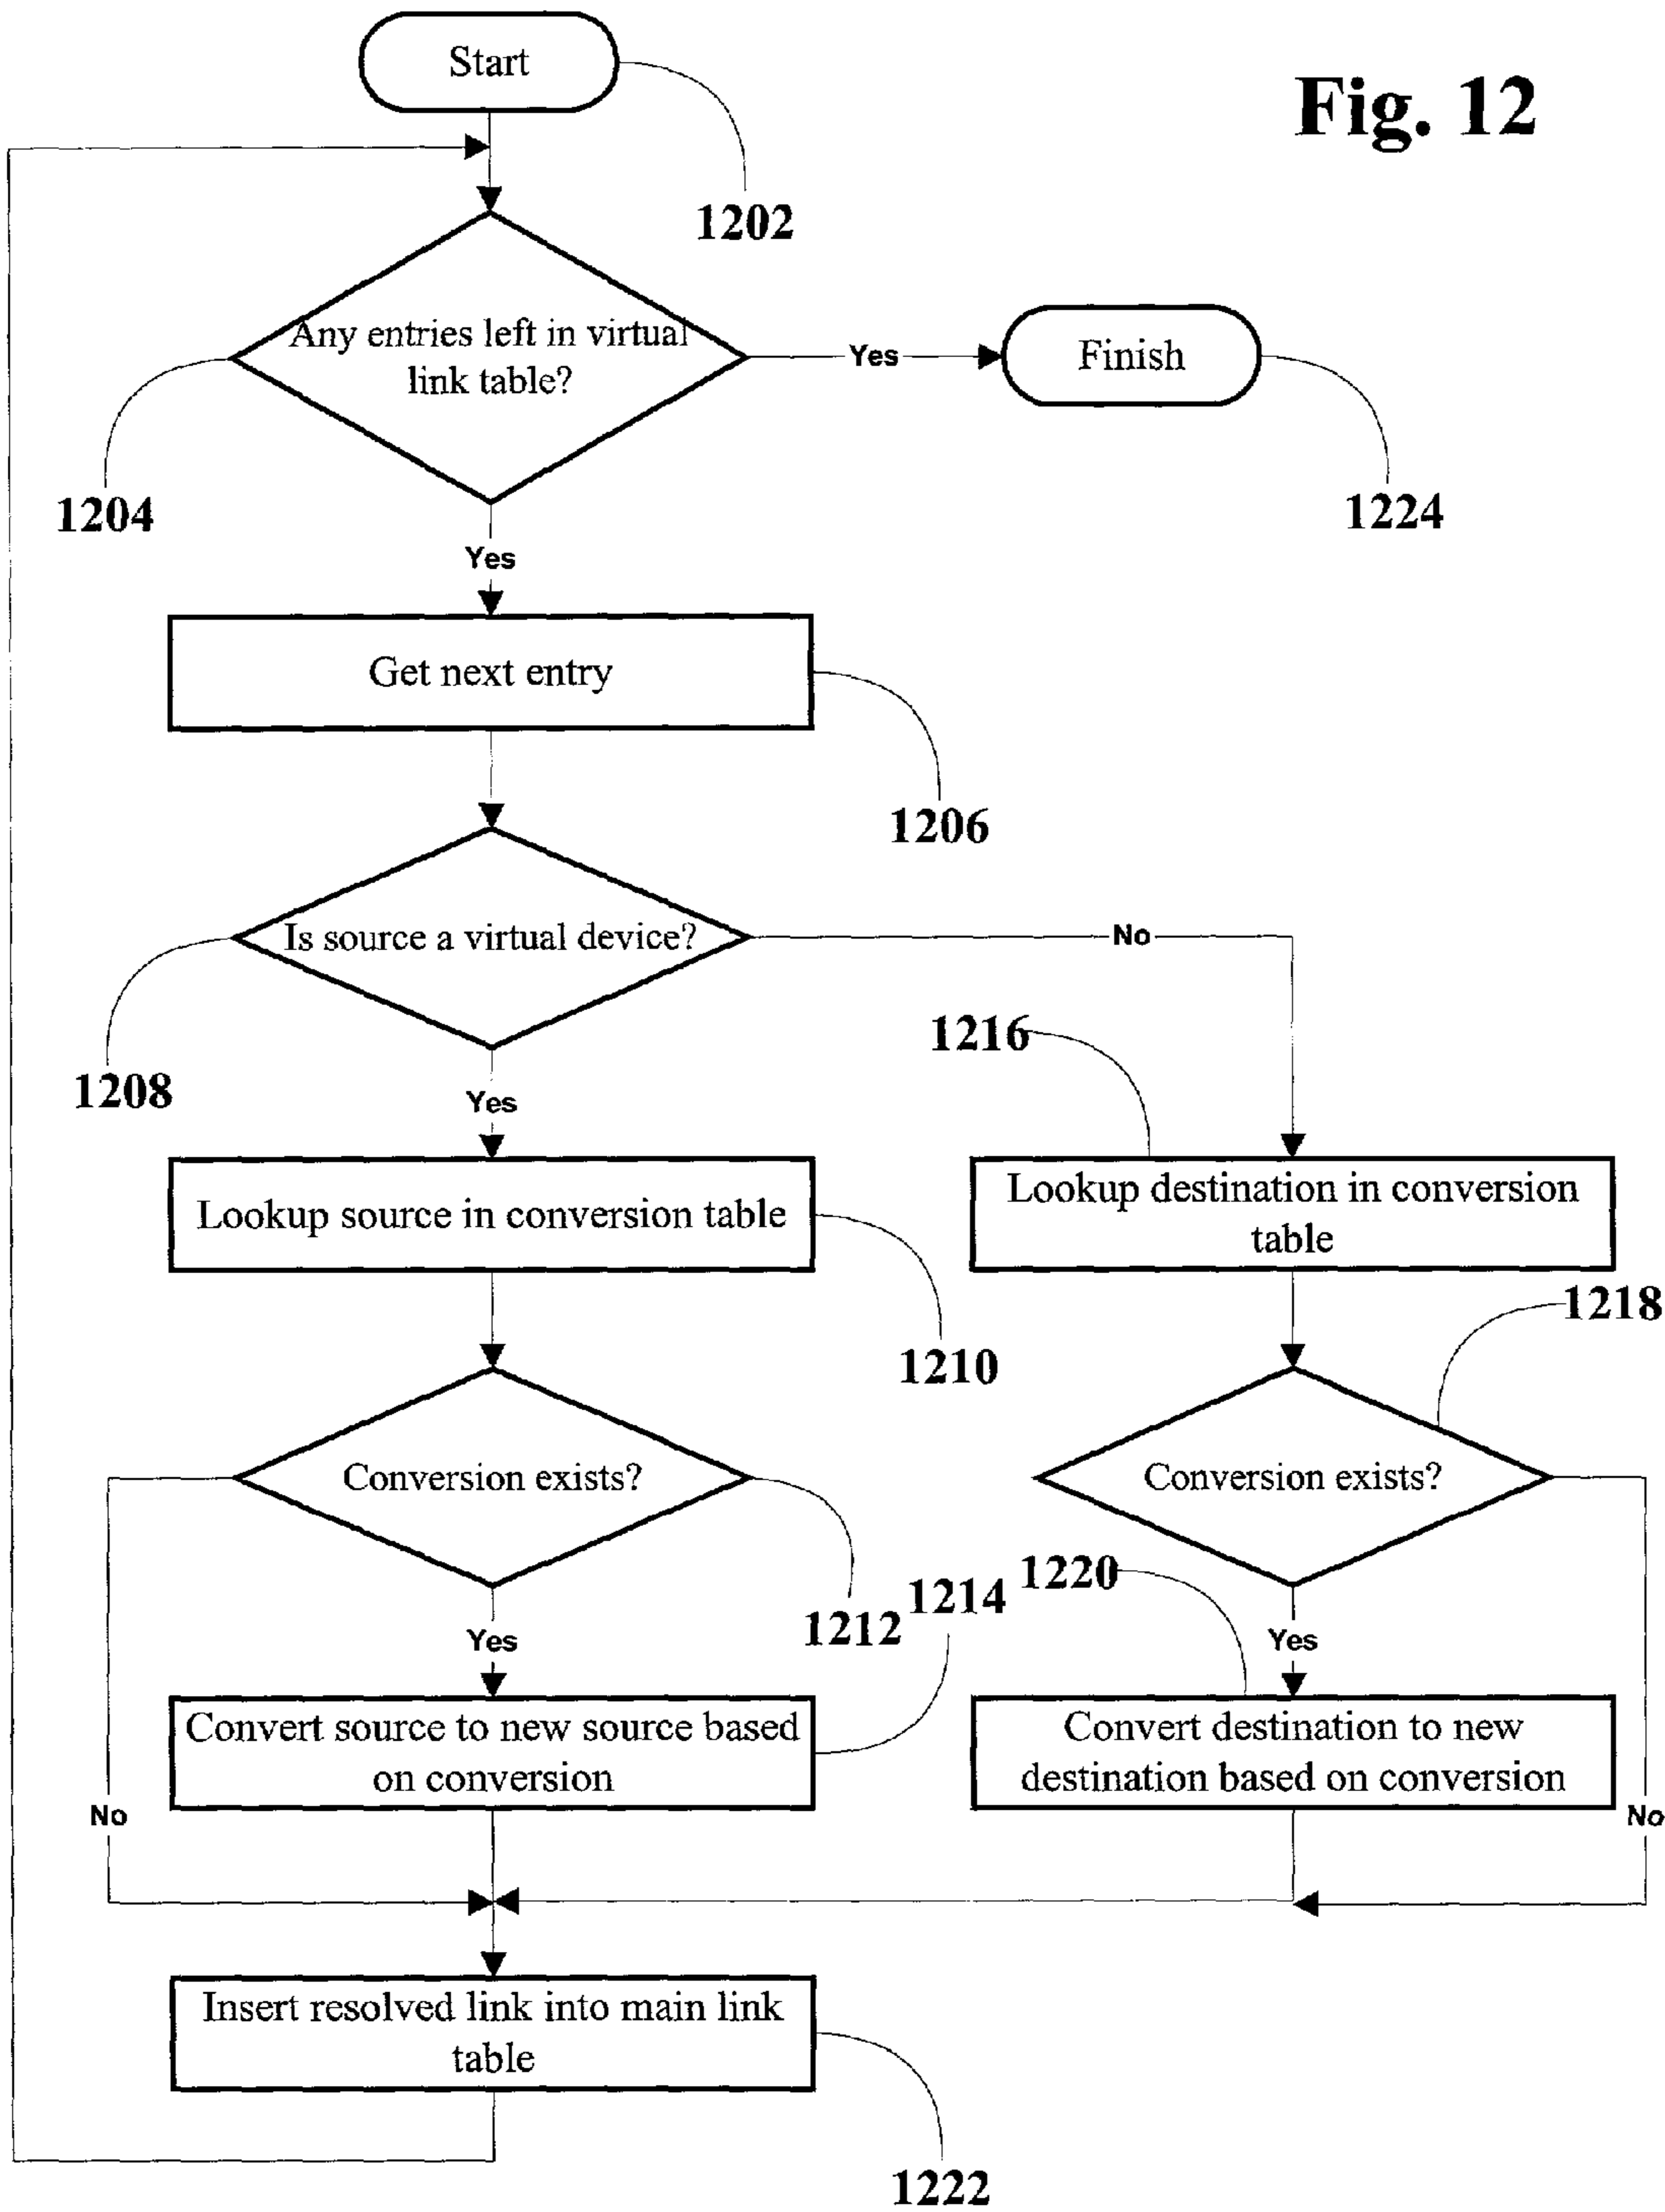 Start
Fig. 12
1202
Any entries left in virtual
link table?
Yes
Finish
1204
1224
Yes
Get next entry
1206
Is source a virtual device?
No
1216
1208
Yes
Lookup source in conversion table
Lookup destination in conversion
table
1218
1210
Conversion exists?
Conversion exists?
1220
1214
1212
Yes
Yes
Convert source to new source based
on conversion
Convert destination to new
destination based on conversion
No
No
Insert resolved link into main link
table
1222